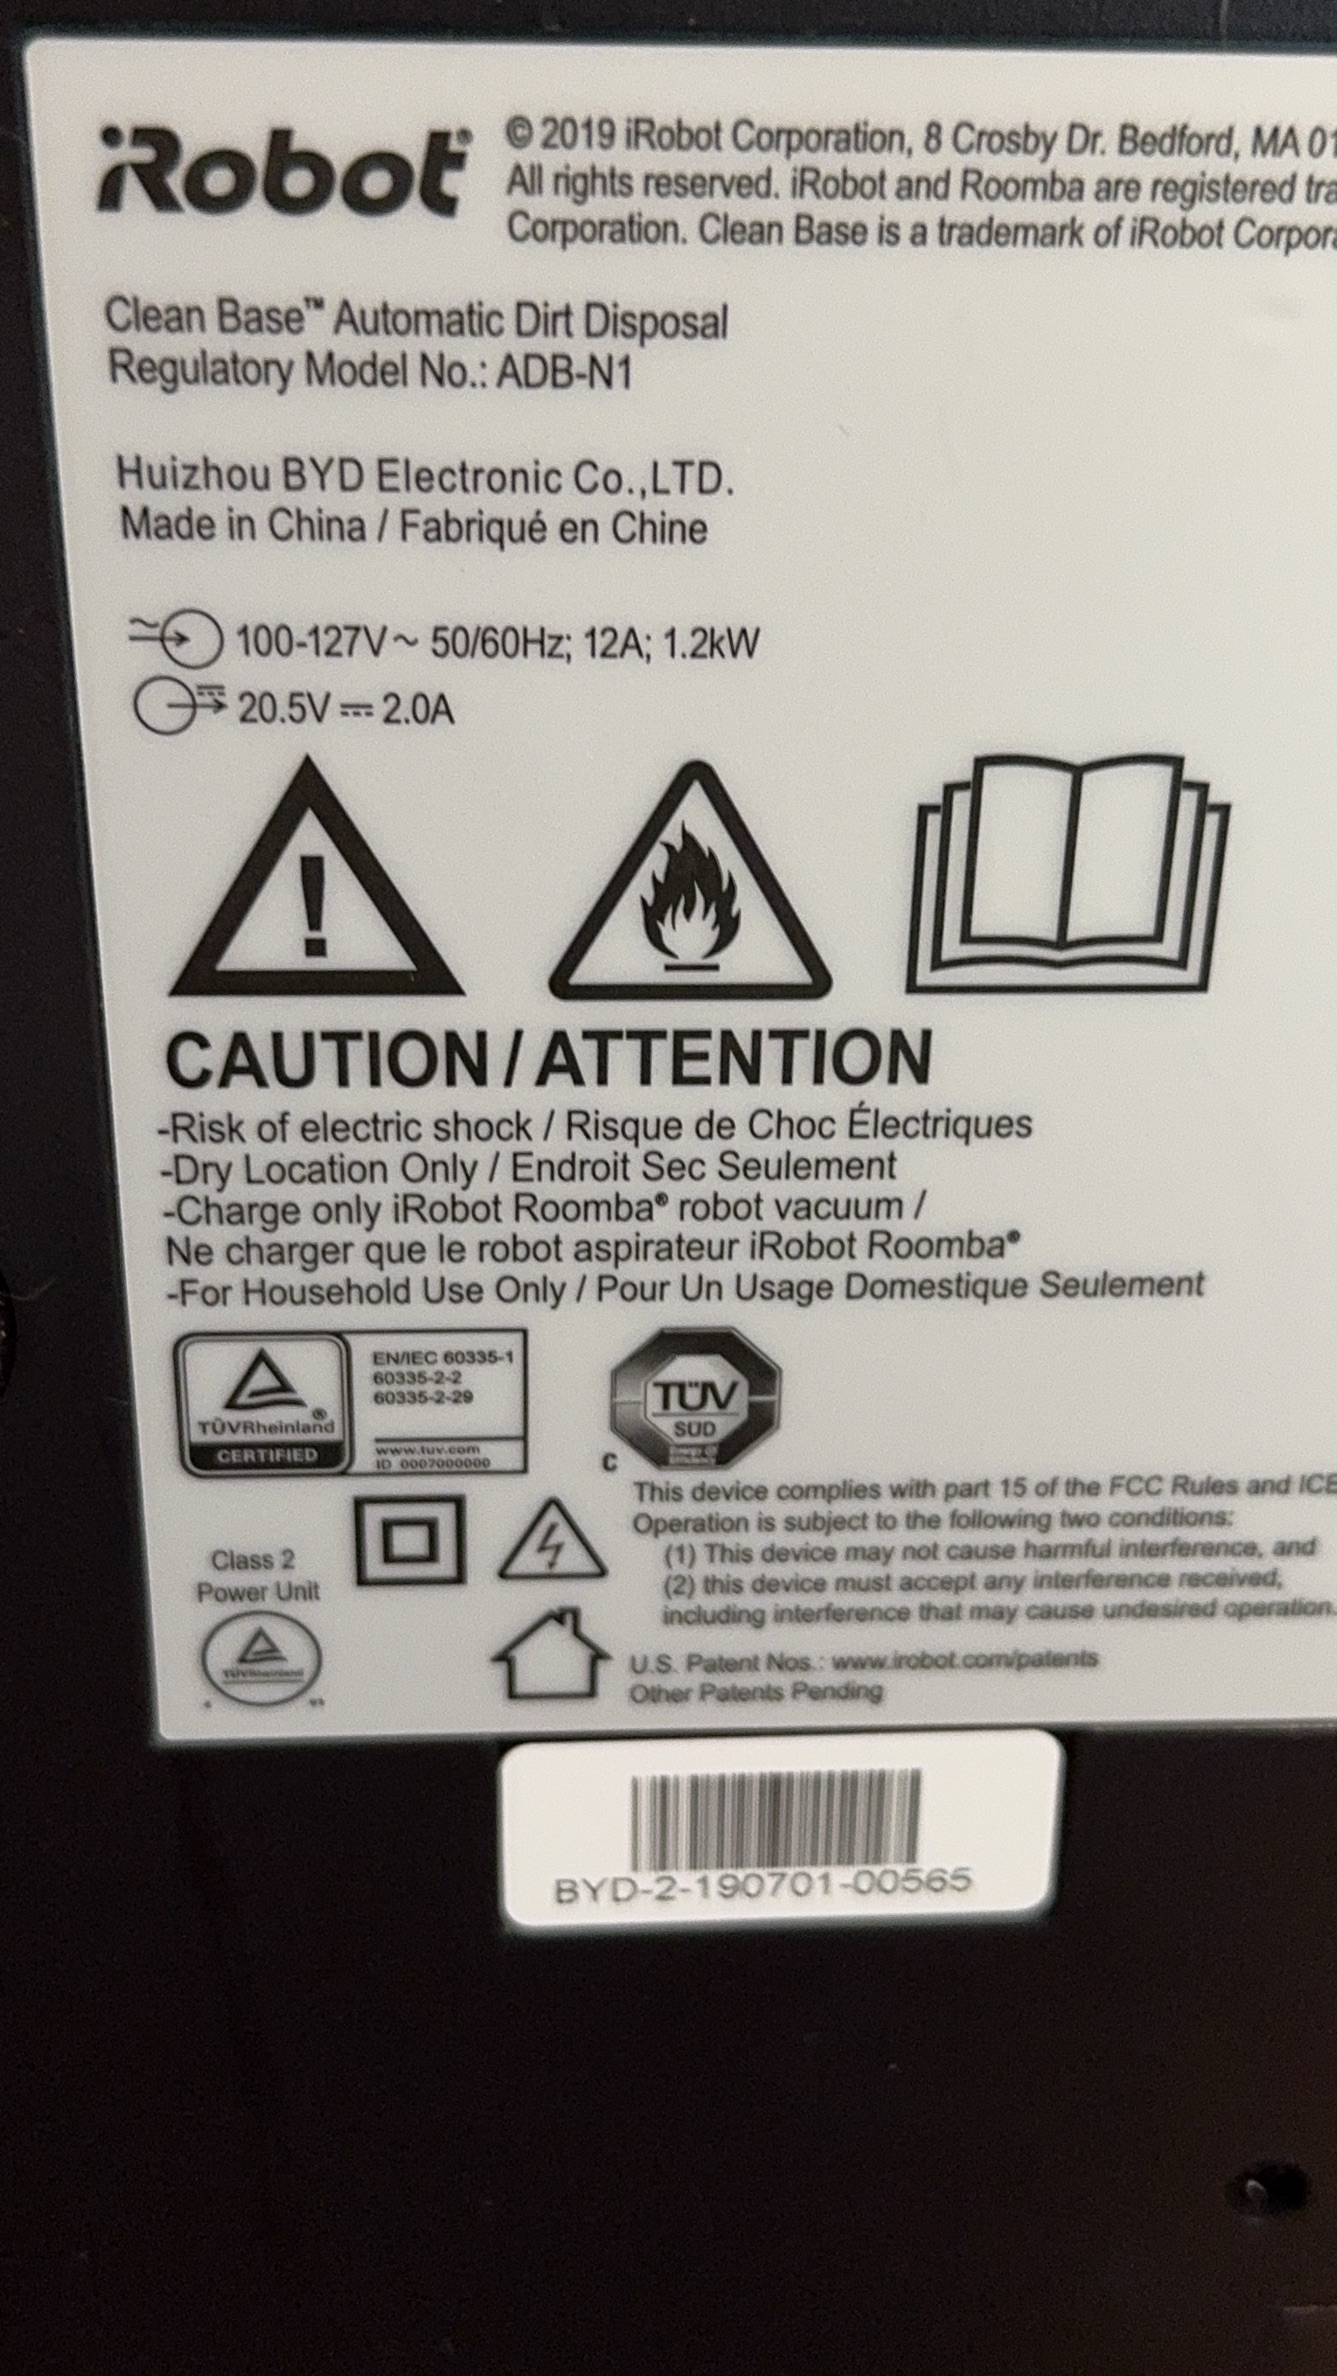 iRobot®
© 2019 iRobot Corporation, 8 Crosby Dr. Bedford, MA 01
All rights reserved. iRobot and Roomba are registered tra
Corporation. Clean Base is a trademark of iRobot Corpora
Clean Base™ Automatic Dirt Disposal
Regulatory Model No.: ADB-N1
Huizhou BYD Electronic Co.,LTD.
Made in China / Fabriqué en Chine
100-127V~ 50/60Hz; 12A; 1.2kW
20.5V ⎓ 2.0A
!
CAUTION / ATTENTION
-Risk of electric shock / Risque de Choc Électriques
-Dry Location Only / Endroit Sec Seulement
-Charge only iRobot Roomba® robot vacuum /
Ne charger que le robot aspirateur iRobot Roomba®
-For Household Use Only / Pour Un Usage Domestique Seulement
TÜVRheinland®
CERTIFIED
EN/IEC 60335-1
60335-2-2
60335-2-29
www.tuv.com
ID 0007000000
C
TÜV
SÜD
This device complies with part 15 of the FCC Rules and ICE
Operation is subject to the following two conditions:
(1) This device may not cause harmful interference, and
(2) this device must accept any interference received,
including interference that may cause undesired operation.
Class 2
Power Unit
TÜVRheinland
U.S. Patent Nos.: www.irobot.com/patents
Other Patents Pending
BYD-2-190701-00565